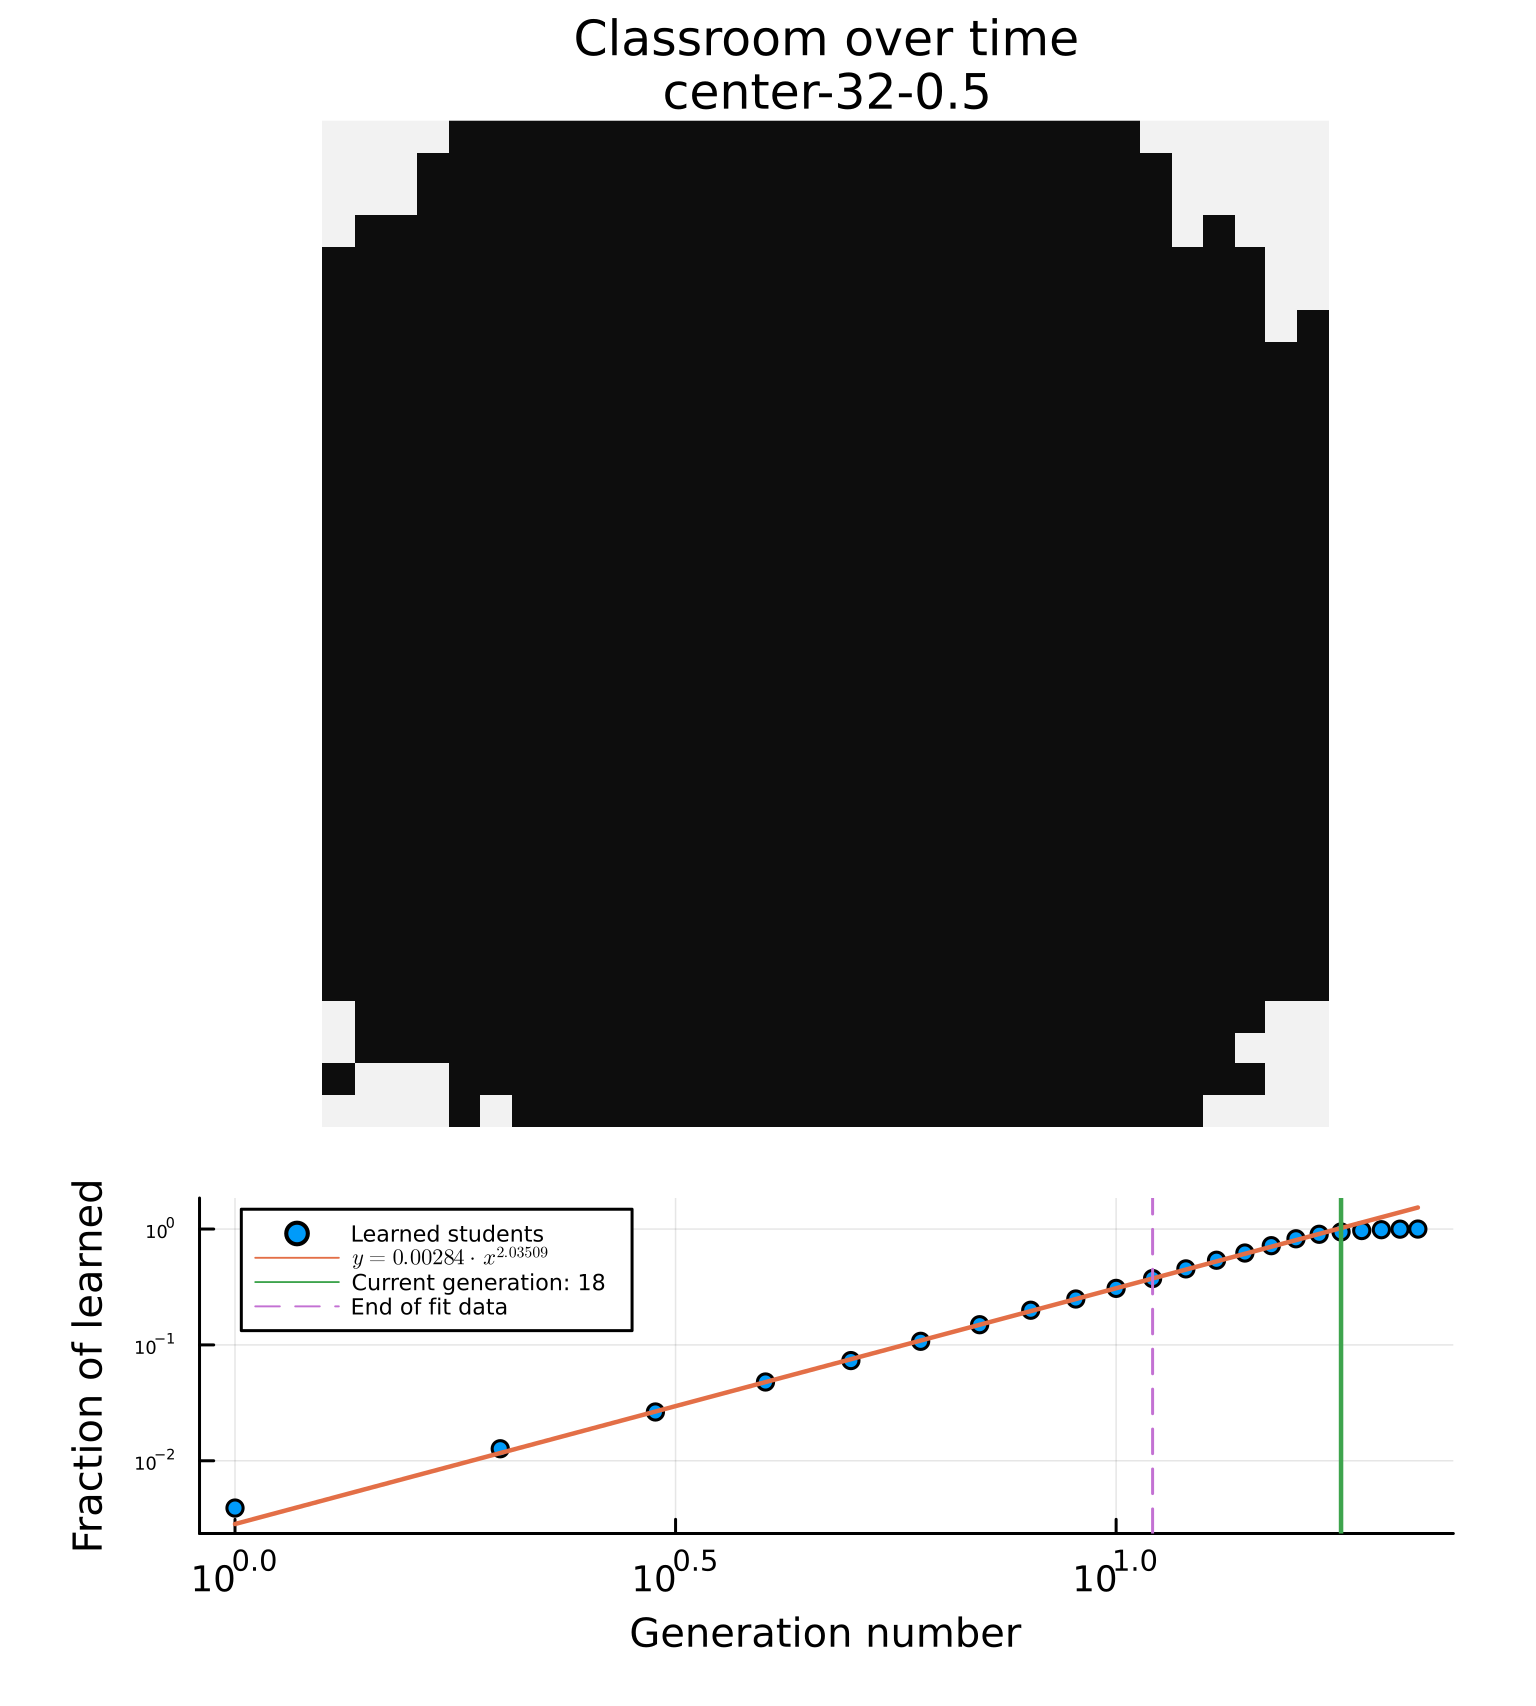 Classroom over time
center-32-0.5
Fraction of learned
10^0
10^−1
10^−2
Learned students
y = 0.00284 · x^2.03509
Current generation: 18
End of fit data
10^0.0 10^0.5 10^1.0
Generation number